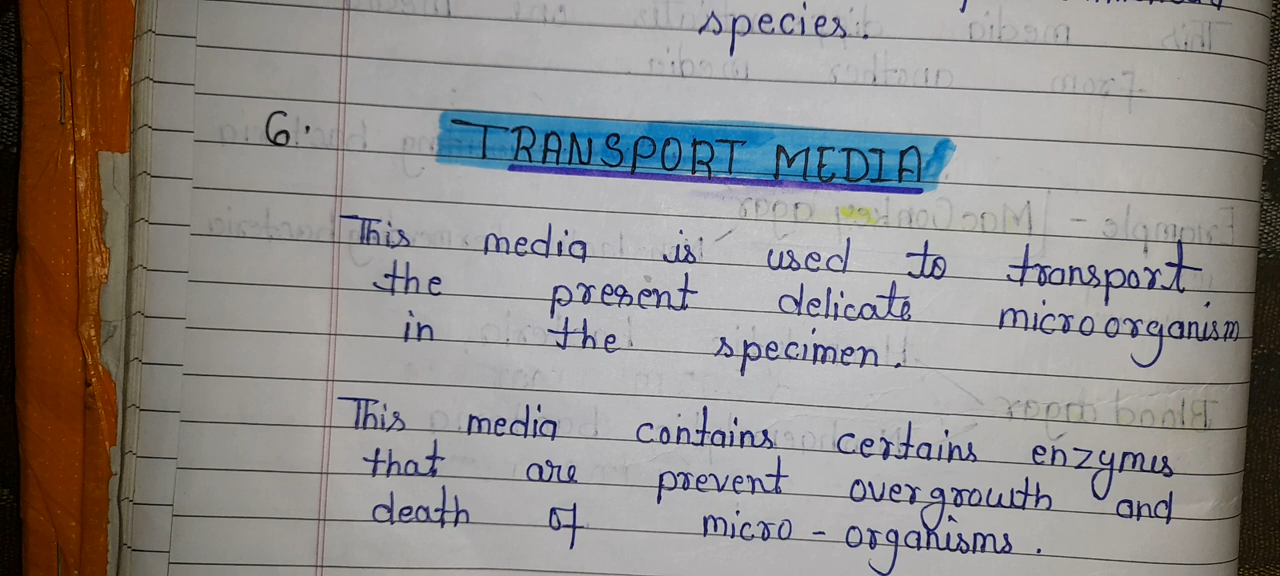 species.
6. TRANSPORT MEDIA
This media is used to transport
the present delicate microorganism
in the specimen.
This media contains certains enzymes
that are prevent overgrowth and
death of micro-organisms.